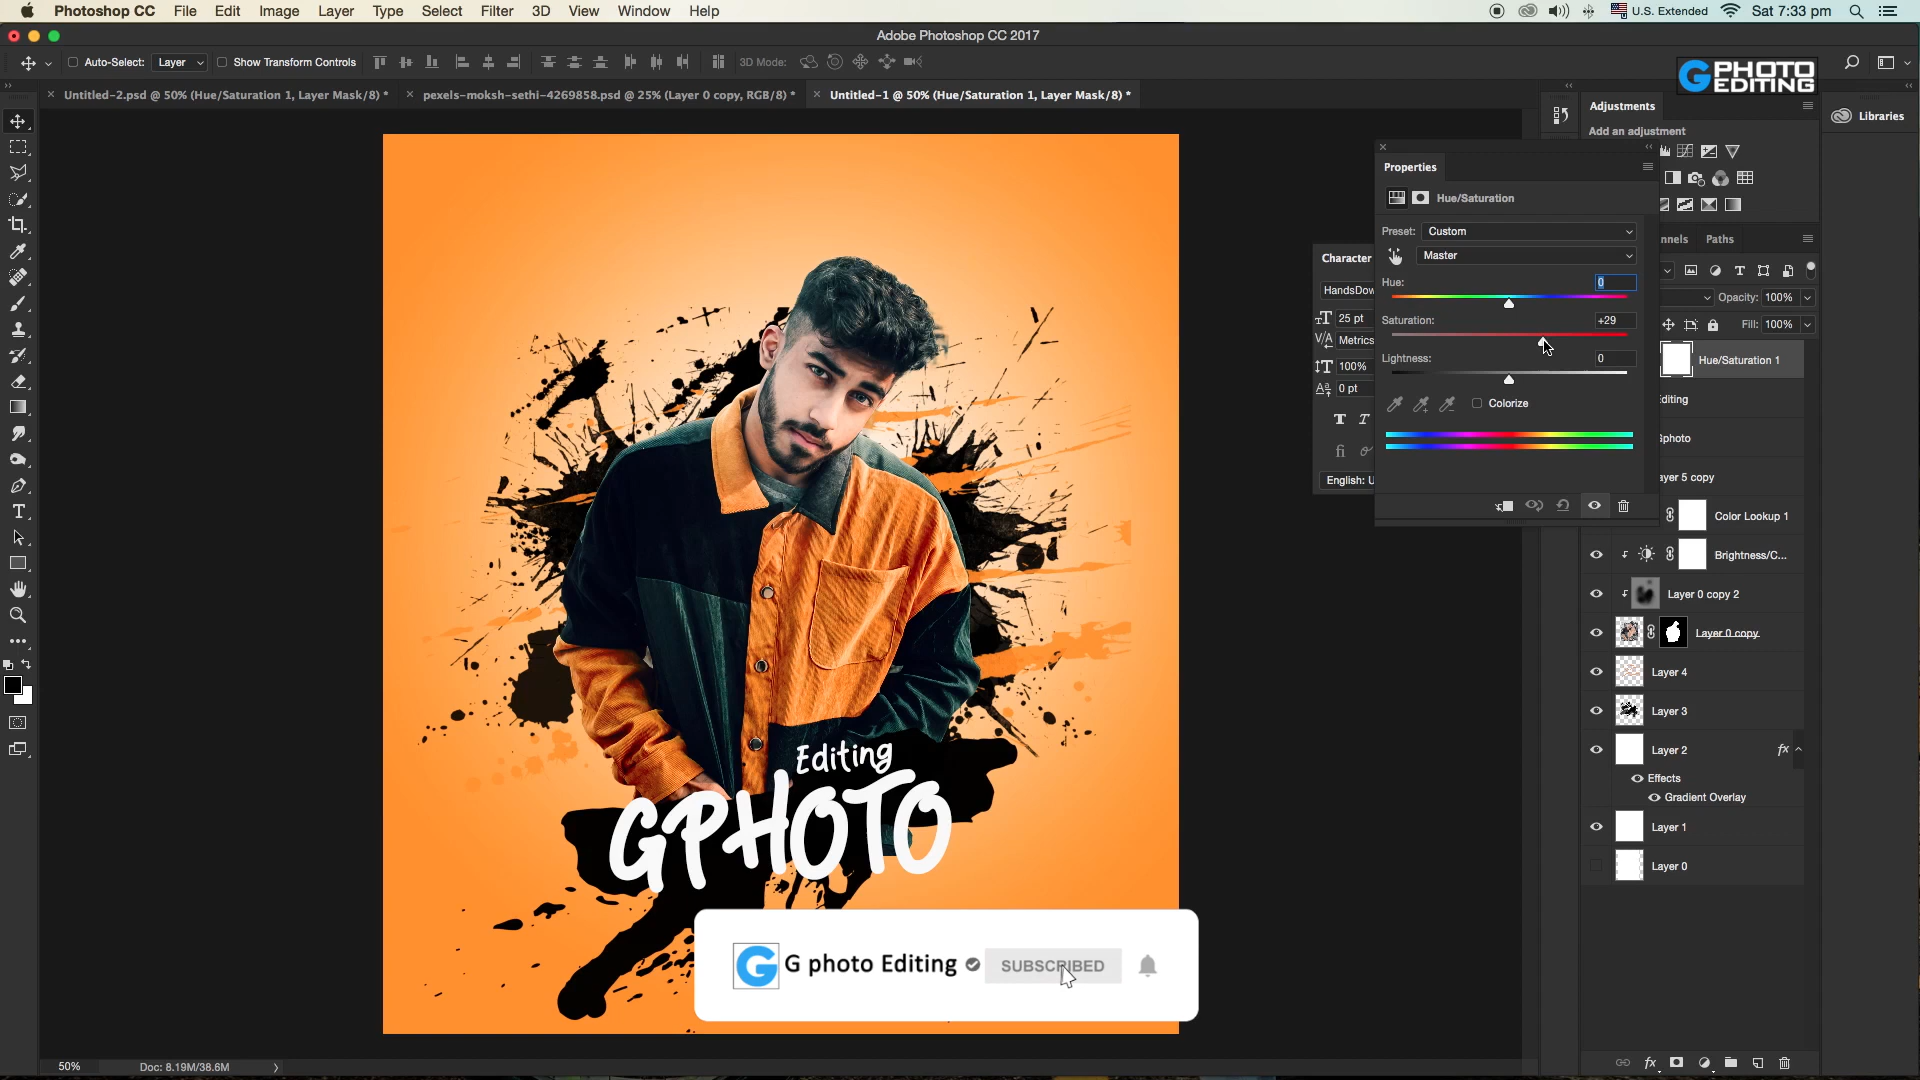 Photoshop CC File Edit Image Layer Type Select Filter 3D View Window Help U.S. Extended Sat 7:33 pm
Adobe Photoshop CC 2017
Auto-Select: Layer Show Transform Controls 3D Mode:
G PHOTO EDITING
Untitled-2.psd @ 50% (Hue/Saturation 1, Layer Mask/8) * pexels-moksh-sethi-4269858.psd @ 25% (Layer 0 copy, RGB/8) * Untitled-1 @ 50% (Hue/Saturation 1, Layer Mask/8) *
Adjustments
Libraries
Add an adjustment
Properties
Hue/Saturation
Preset: Custom
Master
nnels Paths
Character
Hue: 0
HandsDow
Opacity: 100%
25 pt
Saturation: +29
Fill: 100%
Metrics
Lightness: 0
Hue/Saturation 1
100%
0 pt
Colorize
diting
Gphoto
ayer 5 copy
English: U
Color Lookup 1
Brightness/C...
Layer 0 copy 2
Layer 0 copy
Layer 4
Layer 3
Layer 2 fx
Effects
Gradient Overlay
Layer 1
Layer 0
Editing
GPHOTO
G photo Editing SUBSCRIBED
50% Doc: 8.19M/38.6M
fx